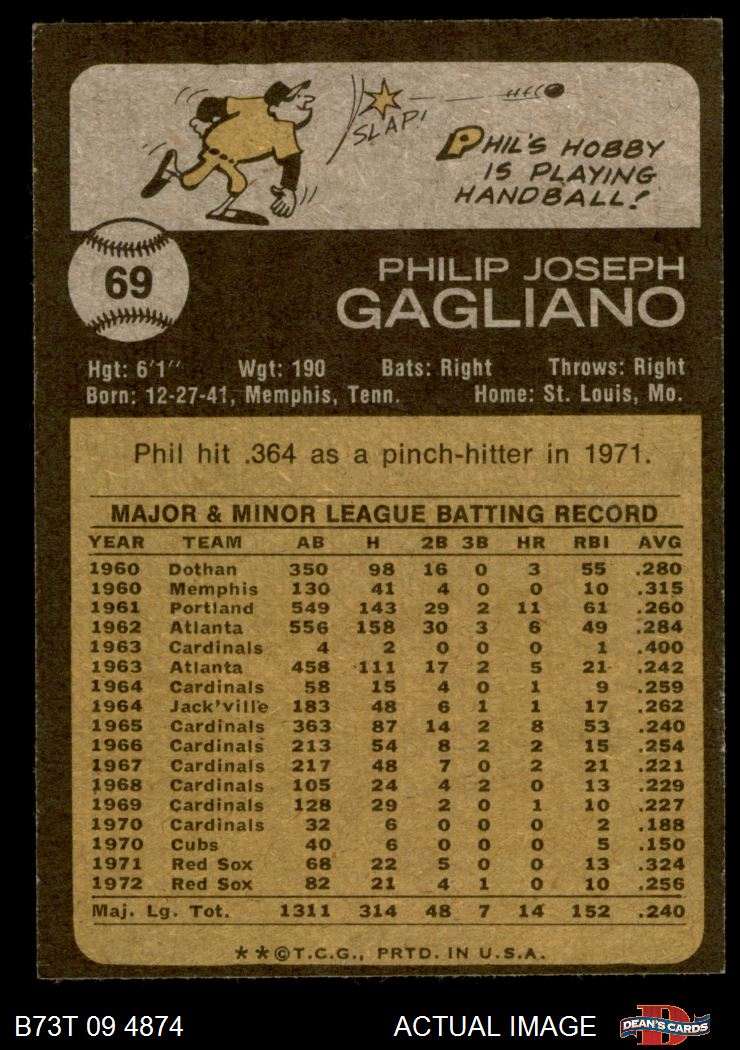 SLAP!
PHIL'S HOBBY
IS PLAYING
HANDBALL!
69
PHILIP JOSEPH
GAGLIANO
Hgt: 6'1" Wgt: 190 Bats: Right Throws: Right
Born: 12-27-41, Memphis, Tenn. Home: St. Louis, Mo.
Phil hit .364 as a pinch-hitter in 1971.
MAJOR & MINOR LEAGUE BATTING RECORD
YEAR TEAM AB H 2B 3B HR RBI AVG
1960 Dothan 350 98 16 0 3 55 .280
1960 Memphis 130 41 4 0 0 10 .315
1961 Portland 549 143 29 2 11 61 .260
1962 Atlanta 556 158 30 3 6 49 .284
1963 Cardinals 4 2 0 0 0 1 .400
1963 Atlanta 458 111 17 2 5 21 .242
1964 Cardinals 58 15 4 0 1 9 .259
1964 Jack'ville 183 48 6 1 1 17 .262
1965 Cardinals 363 87 14 2 8 53 .240
1966 Cardinals 213 54 8 2 2 15 .254
1967 Cardinals 217 48 7 0 2 21 .221
1968 Cardinals 105 24 4 2 0 13 .229
1969 Cardinals 128 29 2 0 1 10 .227
1970 Cardinals 32 6 0 0 0 2 .188
1970 Cubs 40 6 0 0 0 5 .150
1971 Red Sox 68 22 5 0 0 13 .324
1972 Red Sox 82 21 4 1 0 10 .256
Maj. Lg. Tot. 1311 314 48 7 14 152 .240
**©T.C.G., PRTD. IN U.S.A.
B73T 09 4874 ACTUAL IMAGE D DEAN'S CARDS